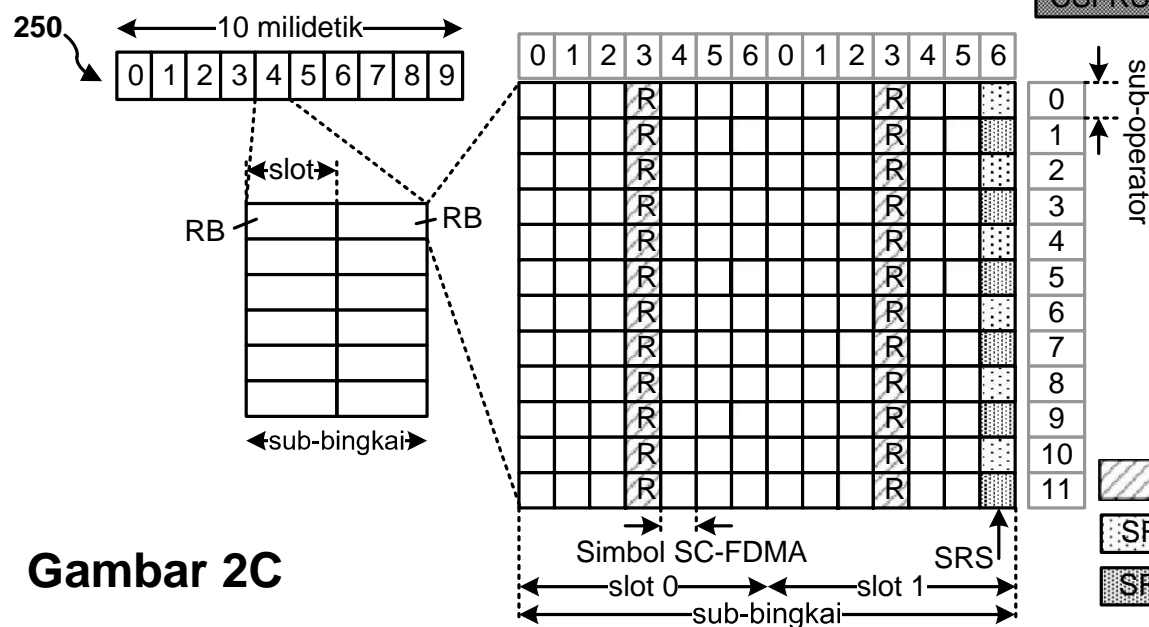 250
10 milidetik
0 1 2 3 4 5 6 7 8 9
slot
RB
RB
sub-bingkai
0 1 2 3 4 5 6 0 1 2 3 4 5 6
R R
R R
R R
R R
R R
R R
R R
R R
R R
R R
R R
R R
0
1
2
3
4
5
6
7
8
9
10
11
sub-operator
Simbol SC-FDMA
SRS
slot 0
slot 1
sub-bingkai
Gambar 2C